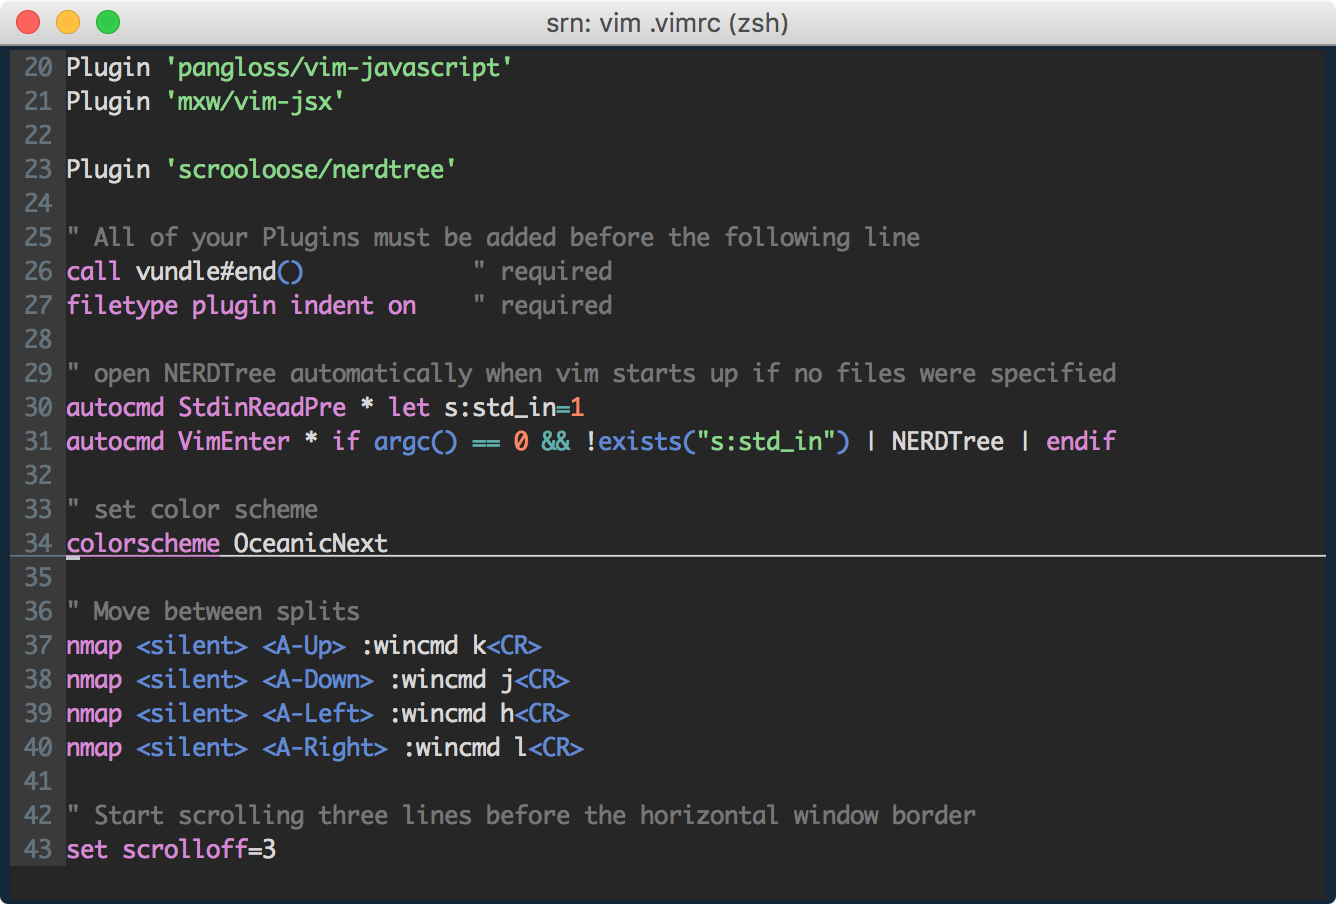 srn: vim .vimrc (zsh)
20 Plugin 'pangloss/vim-javascript'
21 Plugin 'mxw/vim-jsx'
22
23 Plugin 'scrooloose/nerdtree'
24
25 " All of your Plugins must be added before the following line
26 call vundle#end()            " required
27 filetype plugin indent on    " required
28
29 " open NERDTree automatically when vim starts up if no files were specified
30 autocmd StdinReadPre * let s:std_in=1
31 autocmd VimEnter * if argc() == 0 && !exists("s:std_in") | NERDTree | endif
32
33 " set color scheme
34 colorscheme OceanicNext
35
36 " Move between splits
37 nmap <silent> <A-Up> :wincmd k<CR>
38 nmap <silent> <A-Down> :wincmd j<CR>
39 nmap <silent> <A-Left> :wincmd h<CR>
40 nmap <silent> <A-Right> :wincmd l<CR>
41
42 " Start scrolling three lines before the horizontal window border
43 set scrolloff=3